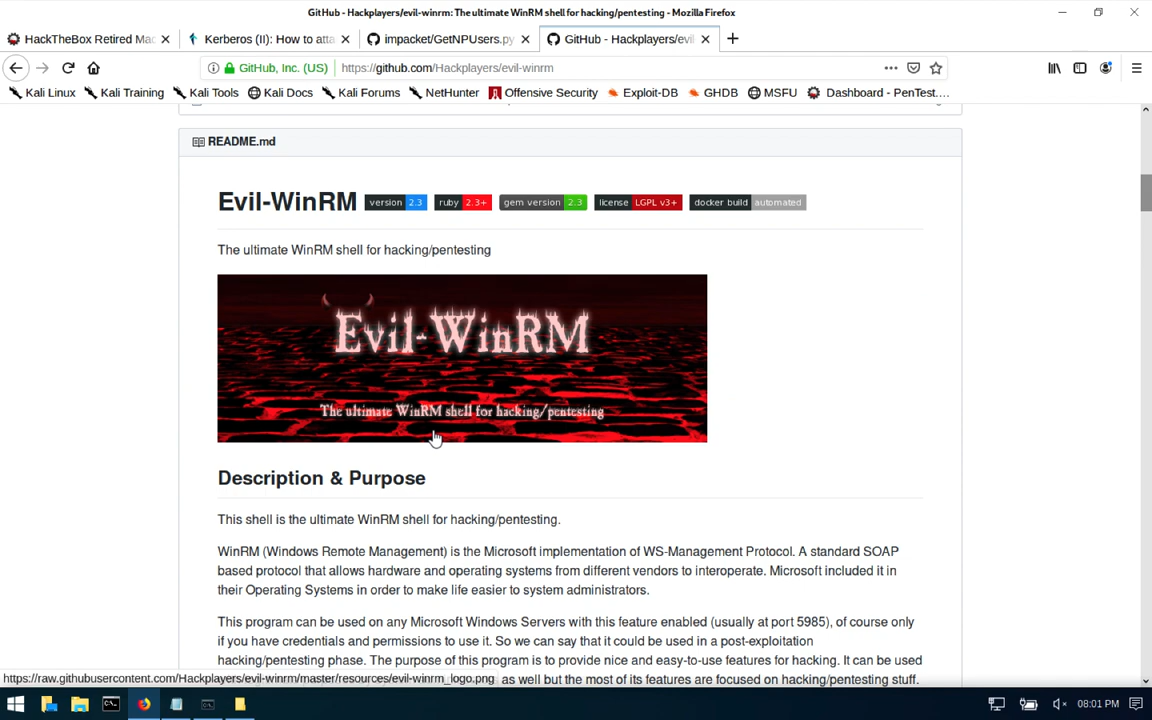 GitHub - Hackplayers/evil-winrm: The ultimate WinRM shell for hacking/pentesting - Mozilla Firefox
HackTheBox Retired Mac
Kerberos (II): How to atta
impacket/GetNPUsers.py
GitHub - Hackplayers/evil
GitHub, Inc. (US)
https://github.com/Hackplayers/evil-winrm
Kali Linux
Kali Training
Kali Tools
Kali Docs
Kali Forums
NetHunter
Offensive Security
Exploit-DB
GHDB
MSFU
Dashboard - PenTest....
README.md
Evil-WinRM
version 2.3
ruby 2.3+
gem version 2.3
license LGPL v3+
docker build automated
The ultimate WinRM shell for hacking/pentesting
Evil-WinRM
The ultimate WinRM shell for hacking/pentesting
Description & Purpose
This shell is the ultimate WinRM shell for hacking/pentesting.
WinRM (Windows Remote Management) is the Microsoft implementation of WS-Management Protocol. A standard SOAP
based protocol that allows hardware and operating systems from different vendors to interoperate. Microsoft included it in
their Operating Systems in order to make life easier to system administrators.
This program can be used on any Microsoft Windows Servers with this feature enabled (usually at port 5985), of course only
if you have credentials and permissions to use it. So we can say that it could be used in a post-exploitation
hacking/pentesting phase. The purpose of this program is to provide nice and easy-to-use features for hacking. It can be used
as well but the most of its features are focused on hacking/pentesting stuff.
https://raw.githubusercontent.com/Hackplayers/evil-winrm/master/resources/evil-winrm_logo.png
08:01 PM